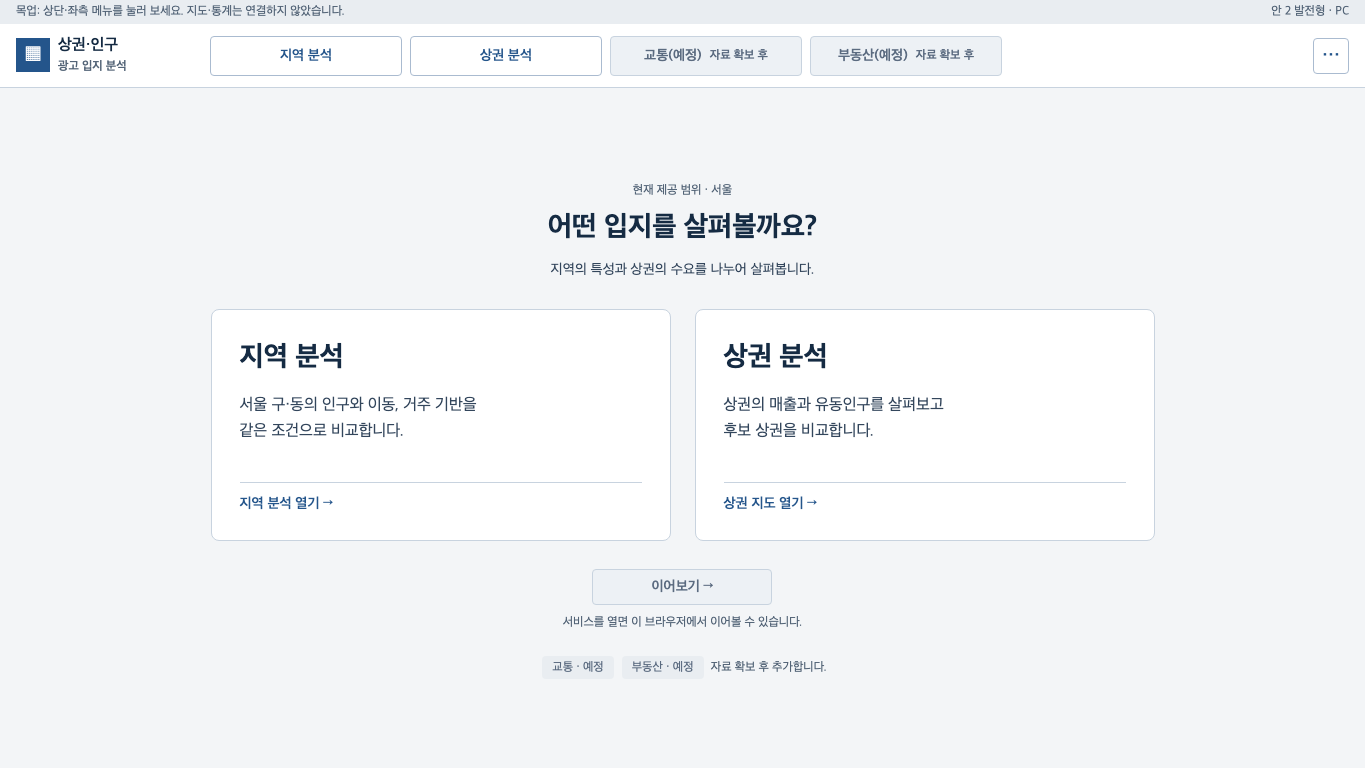 목업: 상단·좌측 메뉴를 눌러 보세요. 지도·통계는 연결하지 않았습니다.
안 2 발전형 · PC
상권·인구
광고 입지 분석
지역 분석
상권 분석
교통(예정) 자료 확보 후
부동산(예정) 자료 확보 후
···
현재 제공 범위 · 서울
어떤 입지를 살펴볼까요?
지역의 특성과 상권의 수요를 나누어 살펴봅니다.
지역 분석
서울 구·동의 인구와 이동, 거주 기반을
같은 조건으로 비교합니다.
지역 분석 열기 →
상권 분석
상권의 매출과 유동인구를 살펴보고
후보 상권을 비교합니다.
상권 지도 열기 →
이어보기 →
서비스를 열면 이 브라우저에서 이어볼 수 있습니다.
교통 · 예정
부동산 · 예정
자료 확보 후 추가합니다.